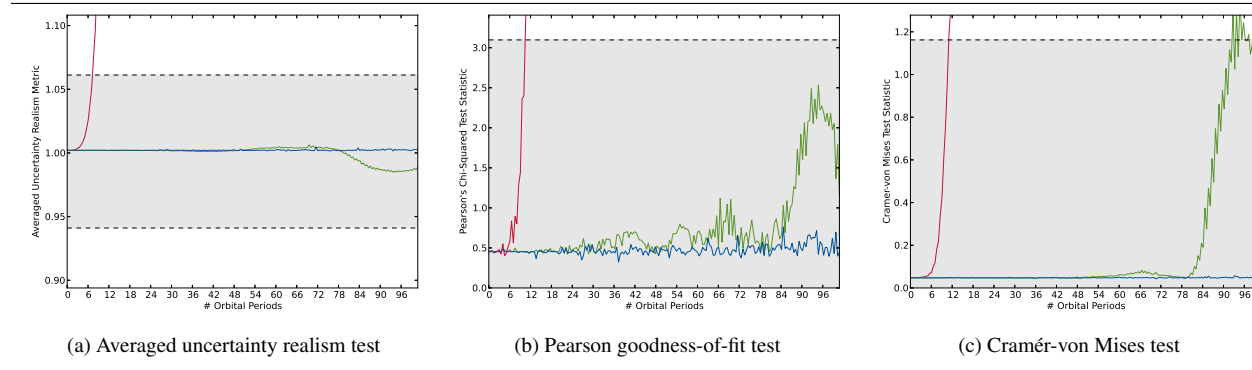 1.10
1.05
1.00
0.95
0.90
Averaged Uncertainty Realism Metric
0 6 12 18 24 30 36 42 48 54 60 66 72 78 84 90 96
# Orbital Periods
(a) Averaged uncertainty realism test
3.0
2.5
2.0
1.5
1.0
0.5
0.0
Pearson's Chi-Squared Test Statistic
0 6 12 18 24 30 36 42 48 54 60 66 72 78 84 90 96
# Orbital Periods
(b) Pearson goodness-of-fit test
1.2
1.0
0.8
0.6
0.4
0.2
0.0
Cramer-von Mises Test Statistic
0 6 12 18 24 30 36 42 48 54 60 66 72 78 84 90 96
# Orbital Periods
(c) Cramér-von Mises test